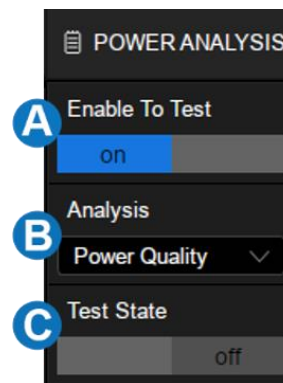 POWER ANALYSIS
A
Enable To Test
on
B
Analysis
Power Quality
C
Test State
off